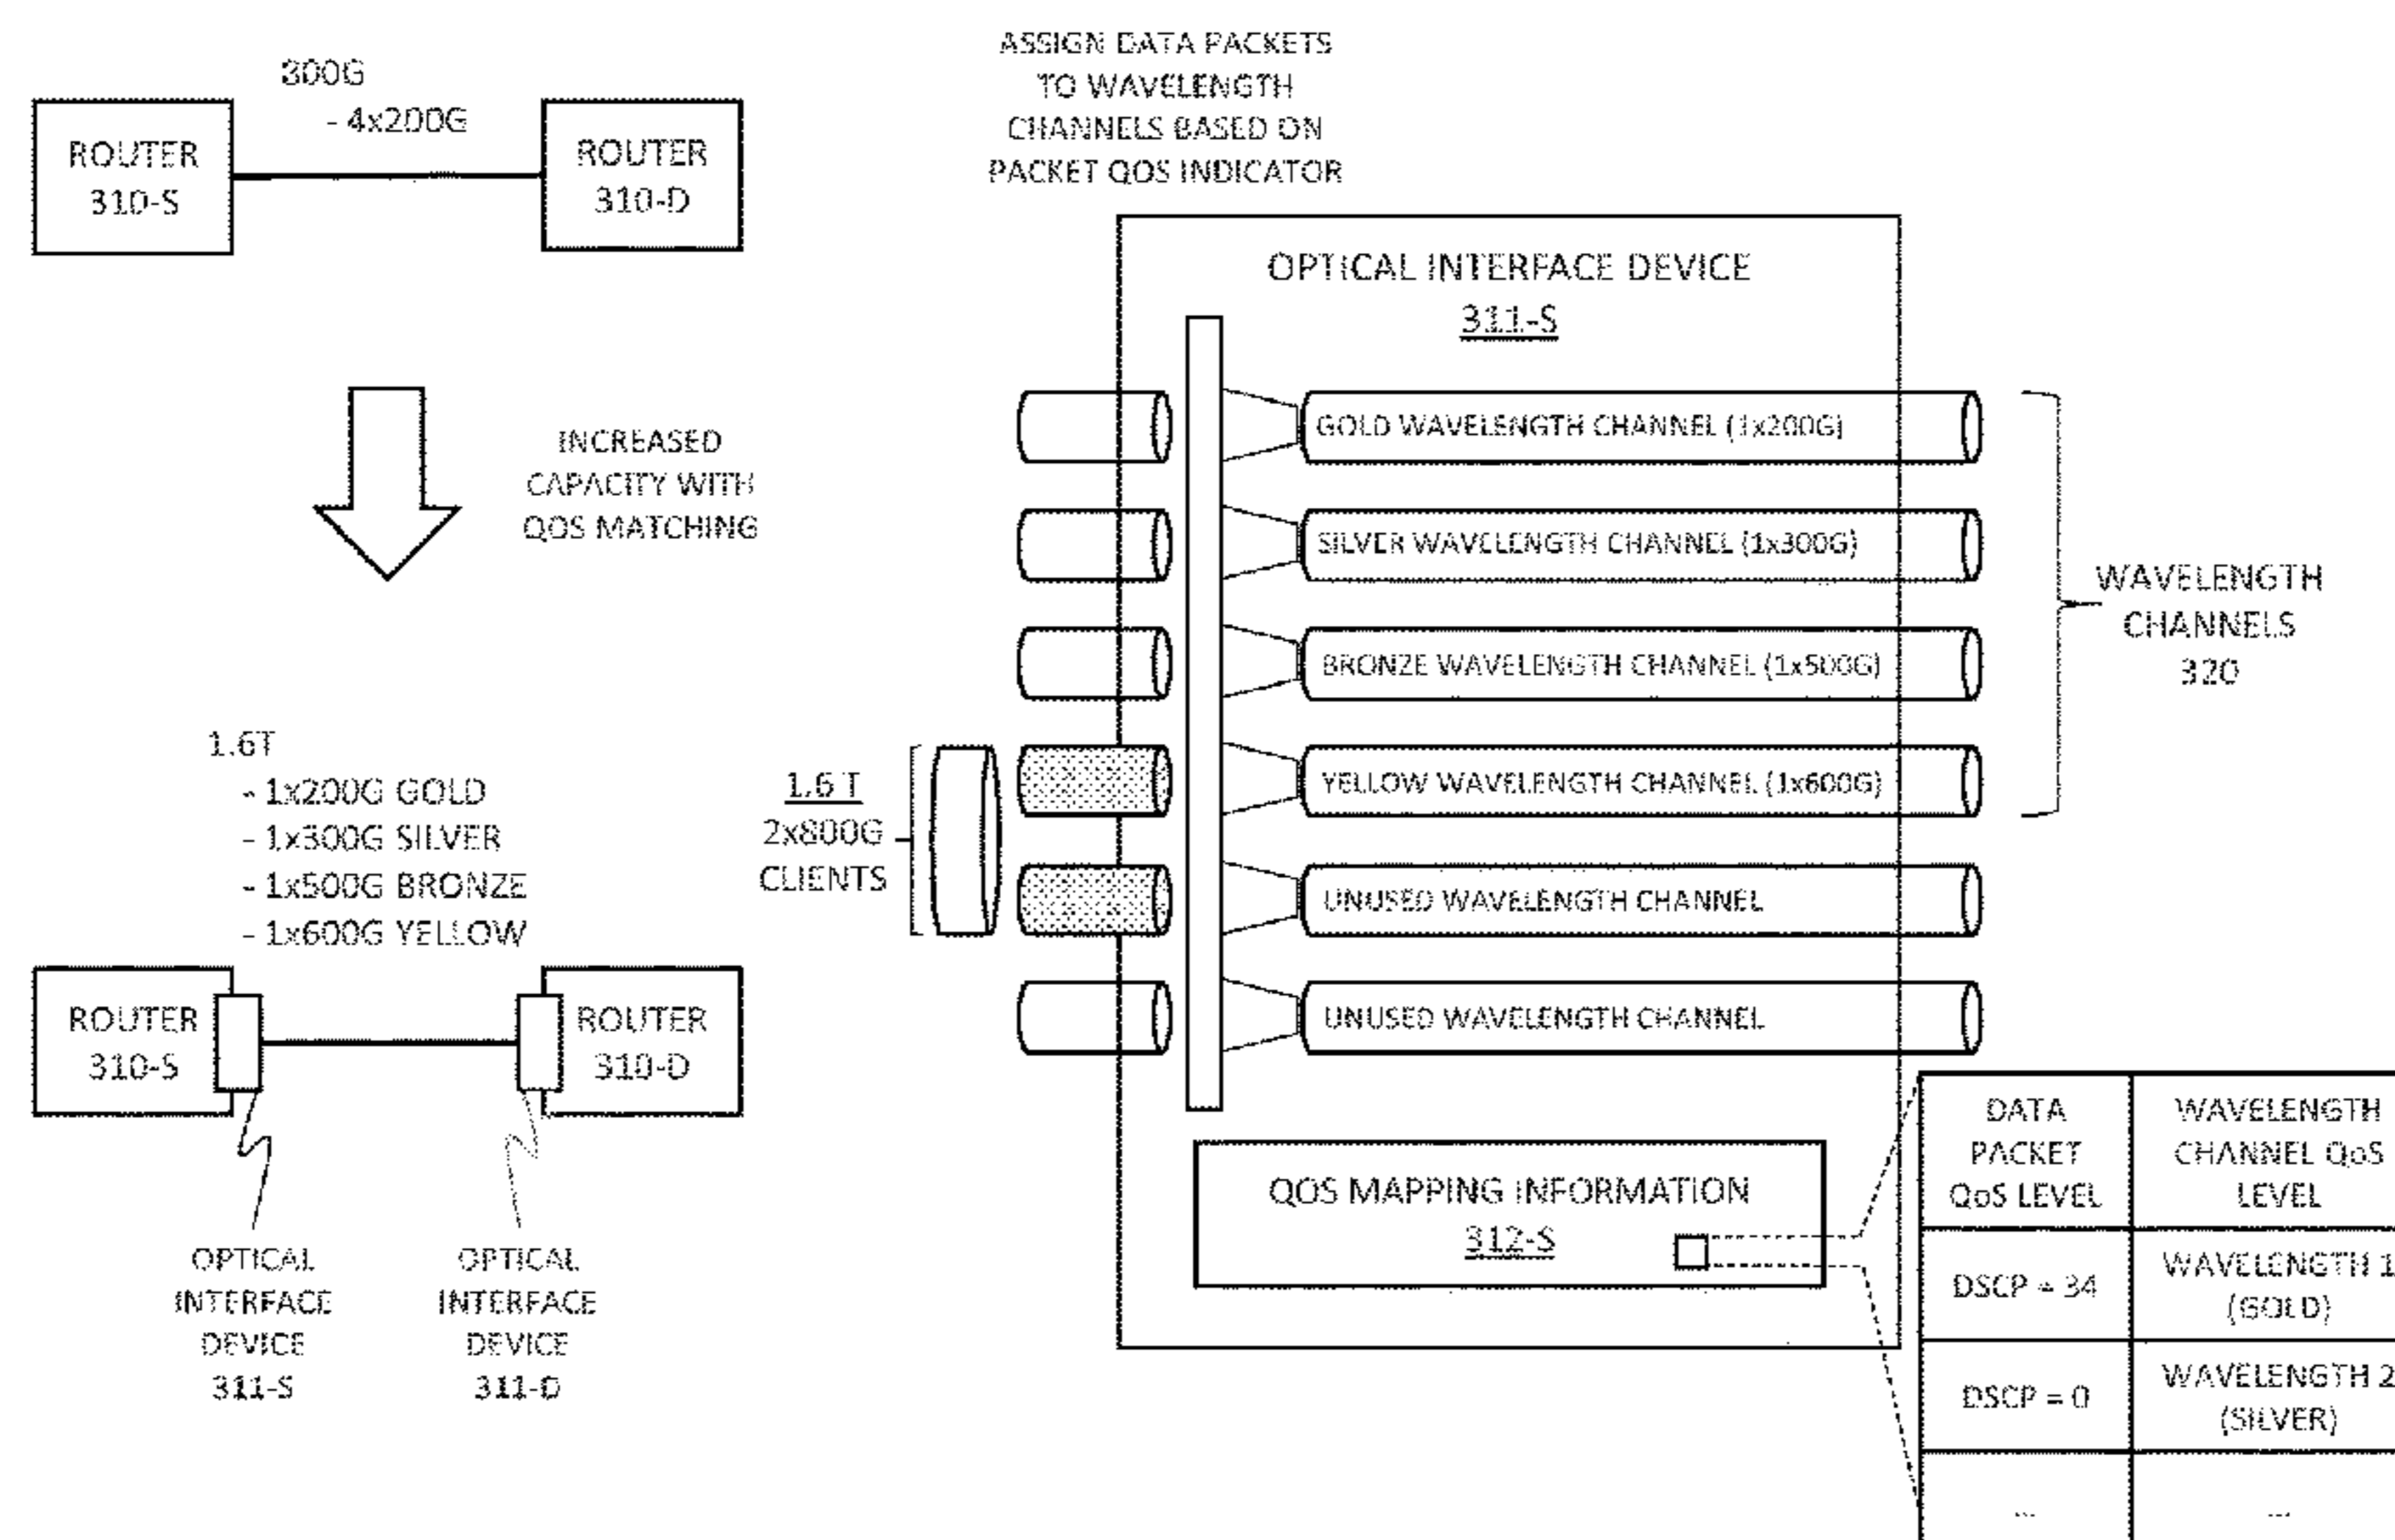 800G
- 4x200G
ROUTER
310-S
ROUTER
310-D
INCREASED
CAPACITY WITH
QOS MATCHING
1.6T
- 1x200G GOLD
- 1x300G SILVER
- 1x500G BRONZE
- 1x600G YELLOW
ROUTER
310-S
ROUTER
310-D
OPTICAL
INTERFACE
DEVICE
311-S
OPTICAL
INTERFACE
DEVICE
311-D
ASSIGN DATA PACKETS
TO WAVELENGTH
CHANNELS BASED ON
PACKET QOS INDICATOR
OPTICAL INTERFACE DEVICE
311-S
GOLD WAVELENGTH CHANNEL (1x200G)
SILVER WAVELENGTH CHANNEL (1x300G)
BRONZE WAVELENGTH CHANNEL (1x500G)
YELLOW WAVELENGTH CHANNEL (1x600G)
UNUSED WAVELENGTH CHANNEL
UNUSED WAVELENGTH CHANNEL
WAVELENGTH
CHANNELS
320
1.6 T
2x800G
CLIENTS
QOS MAPPING INFORMATION
312-S
DATA
PACKET
QoS LEVEL
WAVELENGTH
CHANNEL QoS
LEVEL
DSCP = 34
WAVELENGTH 1
(GOLD)
DSCP = 0
WAVELENGTH 2
(SILVER)
...
...